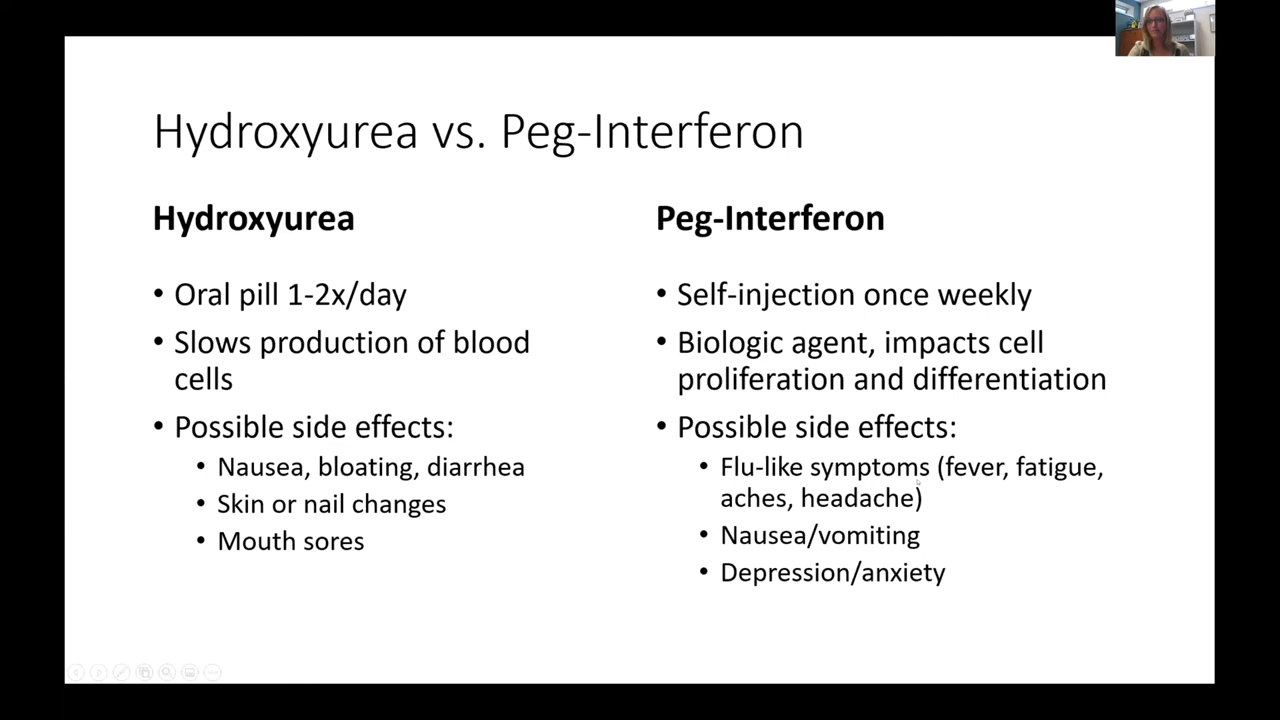 Hydroxyurea vs. Peg-Interferon
Hydroxyurea
• Oral pill 1-2x/day
• Slows production of blood
cells
• Possible side effects:
• Nausea, bloating, diarrhea
• Skin or nail changes
• Mouth sores
Peg-Interferon
• Self-injection once weekly
• Biologic agent, impacts cell
proliferation and differentiation
• Possible side effects:
• Flu-like symptoms (fever, fatigue,
aches, headache)
• Nausea/vomiting
• Depression/anxiety